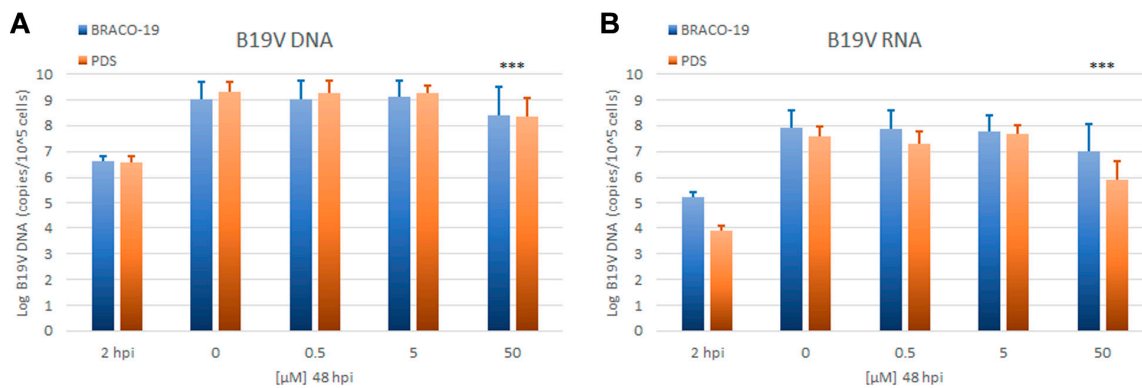 A
BRACO-19
PDS
B19V DNA
***
Log B19V DNA (copies/10^5 cells)
10
9
8
7
6
5
4
3
2
1
0
2 hpi 0 0.5 5 50
[µM] 48 hpi
B
BRACO-19
PDS
B19V RNA
***
Log B19V DNA (copies/10^5 cells)
10
9
8
7
6
5
4
3
2
1
0
2 hpi 0 0.5 5 50
[µM] 48 hpi